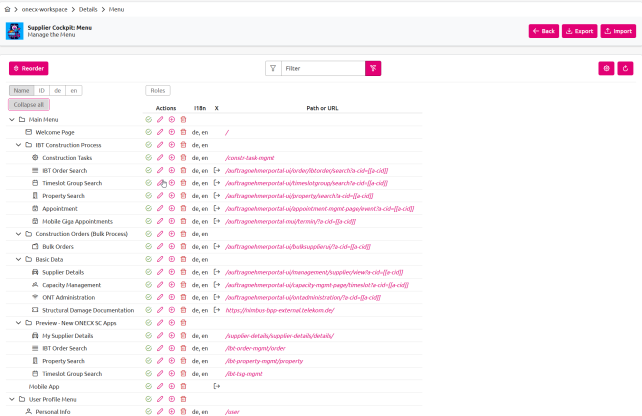 onecx-workspace > Details > Menu
Supplier Cockpit: Menu
Manage the Menu
Back Export Import
Reorder Filter
Name ID de en Roles
Collapse all
Actions I18n X Path or URL
Main Menu de, en
Welcome Page de, en /
IBT Construction Process de, en
Construction Tasks de, en /constr-task-mgmt
IBT Order Search de, en /auftragnehmerportal-ui/order/ibtorder/search?a-cid=[[a-cid]]
Timeslot Group Search de, en /auftragnehmerportal-ui/timeslotgroup/search?a-cid=[[a-cid]]
Property Search de, en /auftragnehmerportal-ui/property/search?a-cid=[[a-cid]]
Appointment de, en /auftragnehmerportal-ui/appointment-mgmt-page/event?a-cid=[[a-cid]]
Mobile Giga Appointments de, en /auftragnehmerportal-mui/termin/?a-cid=[[a-cid]]
Construction Orders (Bulk Process) de, en
Bulk Orders de, en /auftragnehmerportal-ui/bulksupplierui/?a-cid=[[a-cid]]
Basic Data de, en
Supplier Details de, en /auftragnehmerportal-ui/management/supplier/view?a-cid=[[a-cid]]
Capacity Management de, en /auftragnehmerportal-ui/capacity-mgmt-page/timeslot?a-cid=[[a-cid]]
ONT Administration de, en /auftragnehmerportal-ui/ontadministration/?a-cid=[[a-cid]]
Structural Damage Documentation de, en https://nimbus-bpp-external.telekom.de/
Preview - New ONECX SC Apps de, en
My Supplier Details de, en /supplier-details/supplier-details/details/
IBT Order Search de, en /ibt-order-mgmt/order
Property Search de, en /ibt-property-mgmt/property
Timeslot Group Search de, en /ibt-tsg-mgmt
Mobile App
User Profile Menu de, en
Personal Info de, en /user